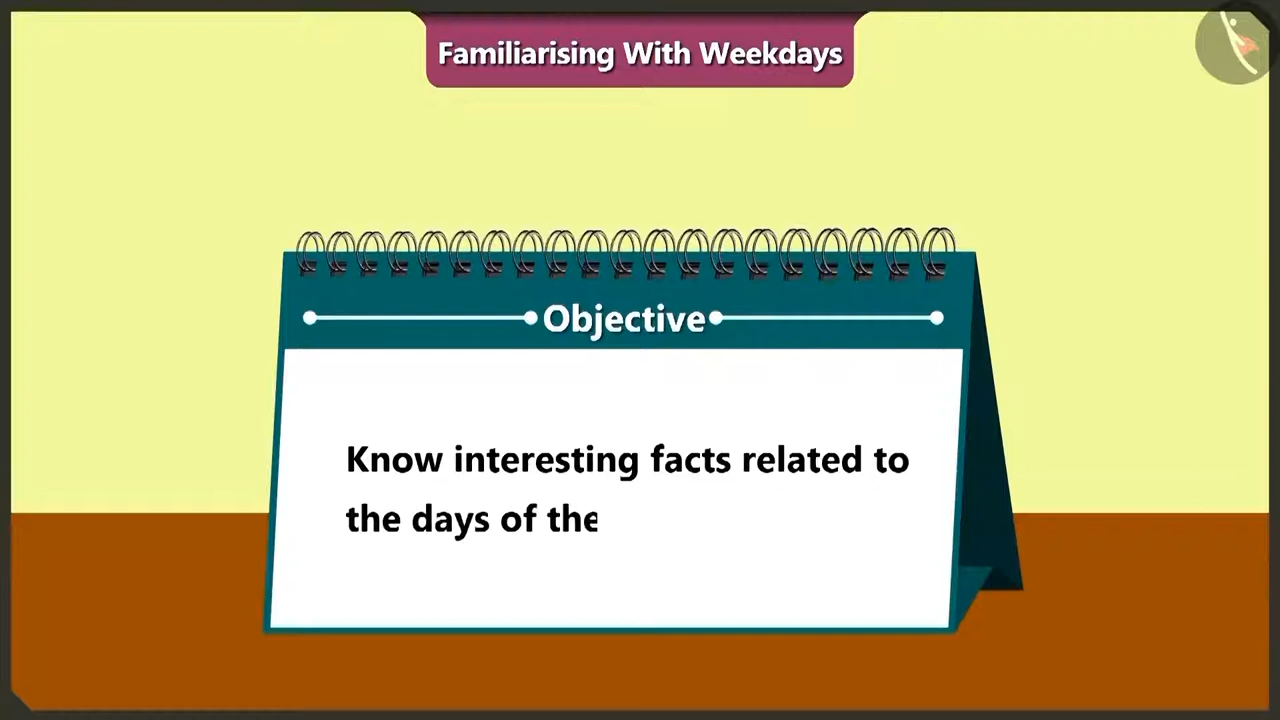 Familiarising With Weekdays
Objective
Know interesting facts related to
the days of the